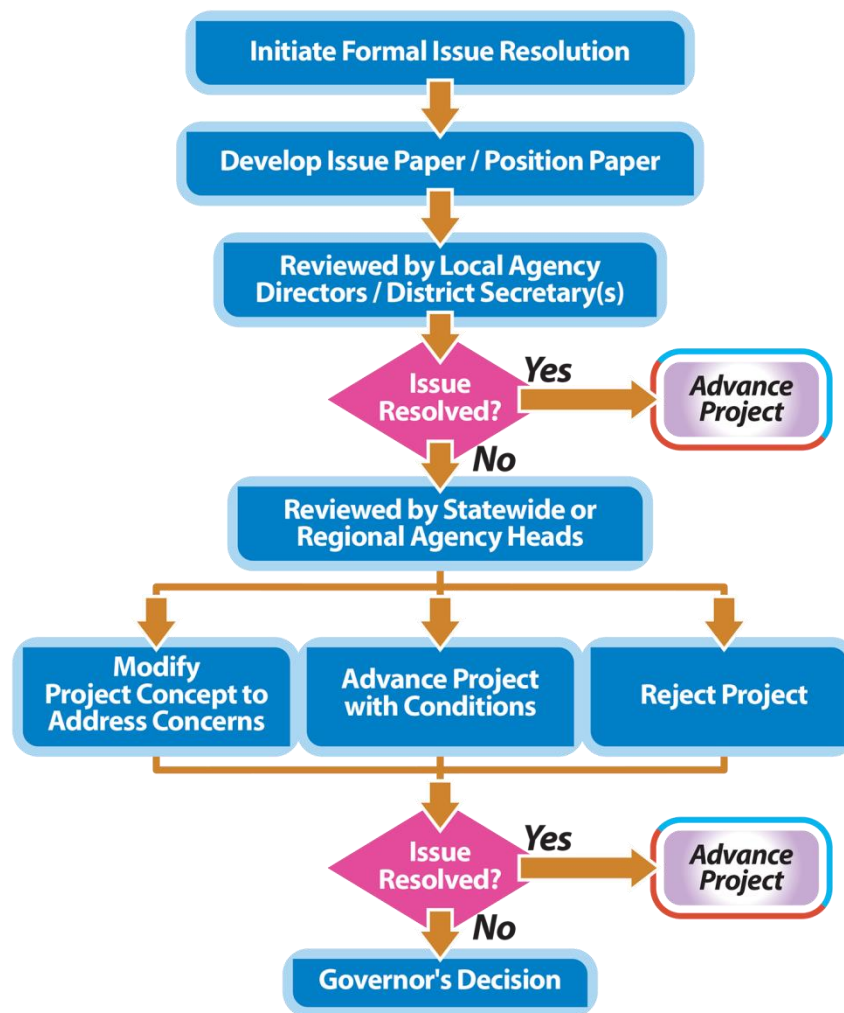 Initiate Formal Issue Resolution
Develop Issue Paper / Position Paper
Reviewed by Local Agency
Directors / District Secretary(s)
Issue
Resolved?
Yes
Advance
Project
No
Reviewed by Statewide or
Regional Agency Heads
Modify
Project Concept to
Address Concerns
Advance Project
with Conditions
Reject Project
Issue
Resolved?
Yes
Advance
Project
No
Governor's Decision